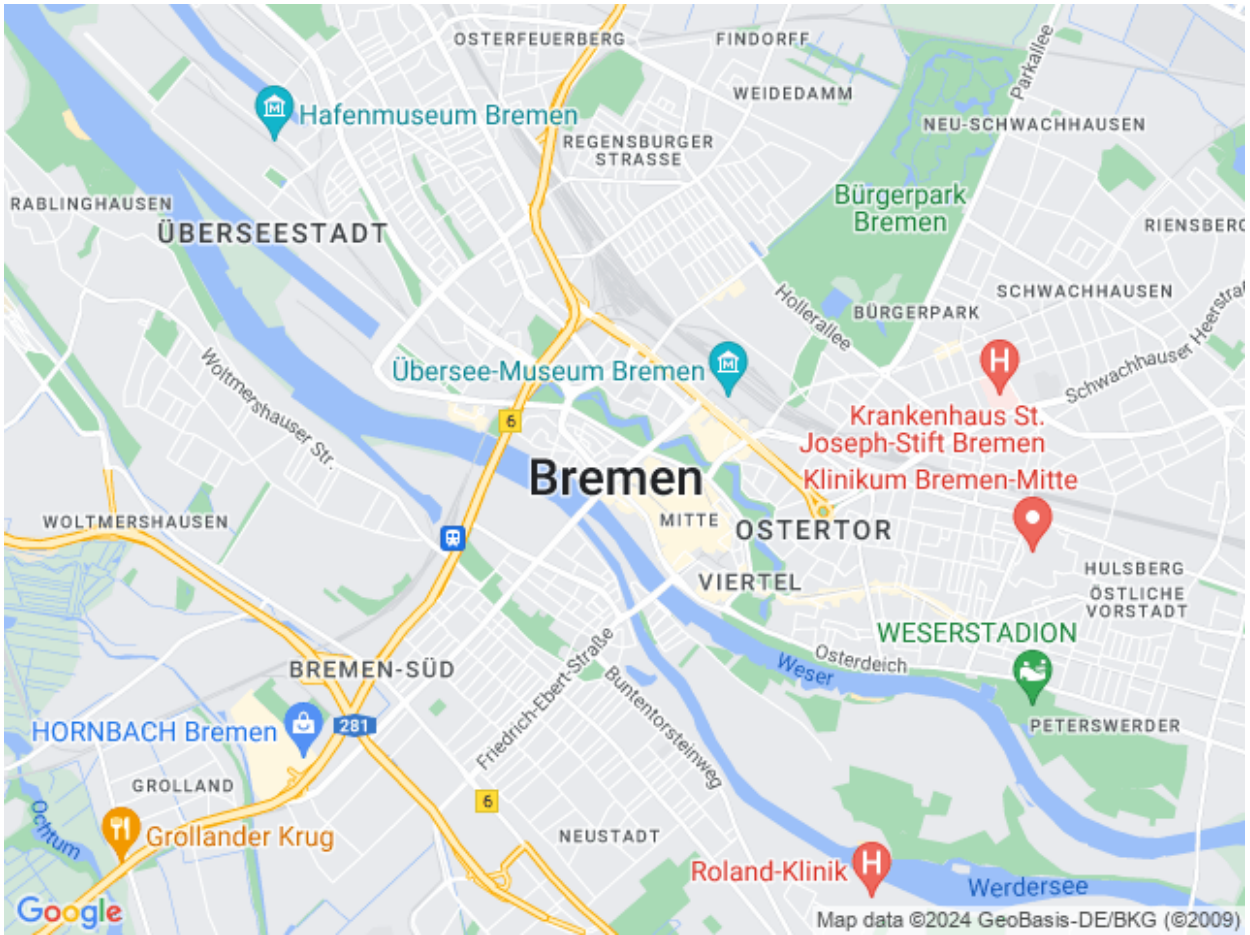 OSTERFEUERBERG
FINDORFF
Parkallee
WEIDEDAMM
Hafenmuseum Bremen
NEU-SCHWACHHAUSEN
REGENSBURGER
STRASSE
RABLINGHAUSEN
Bürgerpark
Bremen
RIENSBERG
ÜBERSEESTADT
SCHWACHHAUSEN
Hollerallee
BÜRGERPARK
Schwachhauser Heerstraß
Woltmershauser Str.
Übersee-Museum Bremen
H
6
Krankenhaus St.
Joseph-Stift Bremen
Bremen
Klinikum Bremen-Mitte
WOLTMERSHAUSEN
MITTE
OSTERTOR
HULSBERG
VIERTEL
ÖSTLICHE
VORSTADT
WESERSTADION
Osterdeich
Weser
BREMEN-SÜD
Friedrich-Ebert-Straße
Buntentorsteinweg
281
HORNBACH Bremen
PETERSWERDER
GROLLAND
6
Ochtum
Grollander Krug
NEUSTADT
Roland-Klinik
H
Werdersee
Google
Map data ©2024 GeoBasis-DE/BKG (©2009)